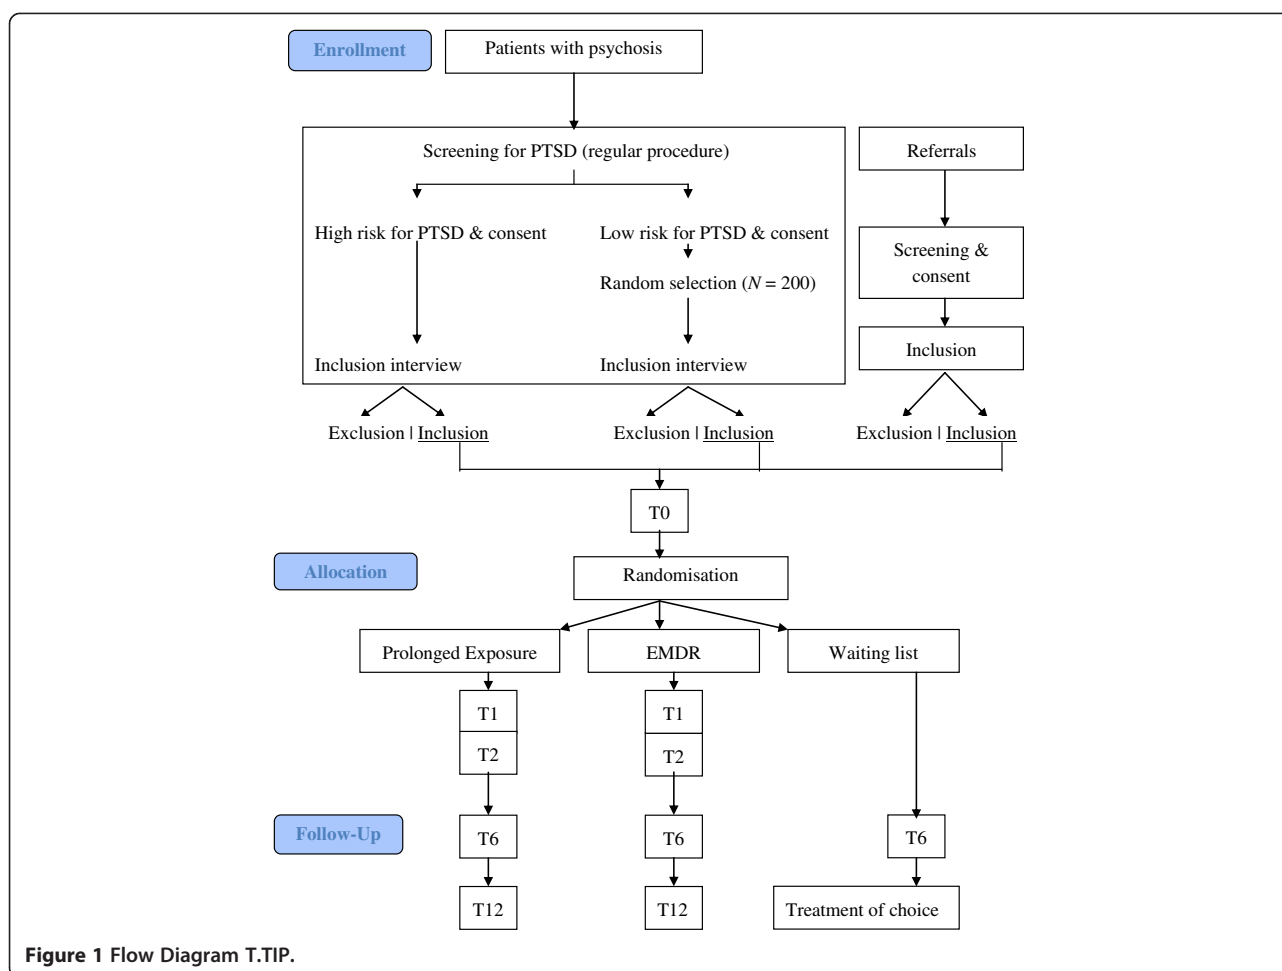 Enrollment
Patients with psychosis
Screening for PTSD (regular procedure)
Referrals
High risk for PTSD & consent
Low risk for PTSD & consent
Screening &
consent
Random selection (N = 200)
Inclusion
Inclusion interview
Inclusion interview
Exclusion | Inclusion
Exclusion | Inclusion
Exclusion | Inclusion
T0
Allocation
Randomisation
Prolonged Exposure
EMDR
Waiting list
T1
T1
T2
T2
Follow-Up
T6
T6
T6
T12
T12
Treatment of choice
Figure 1 Flow Diagram T.TIP.